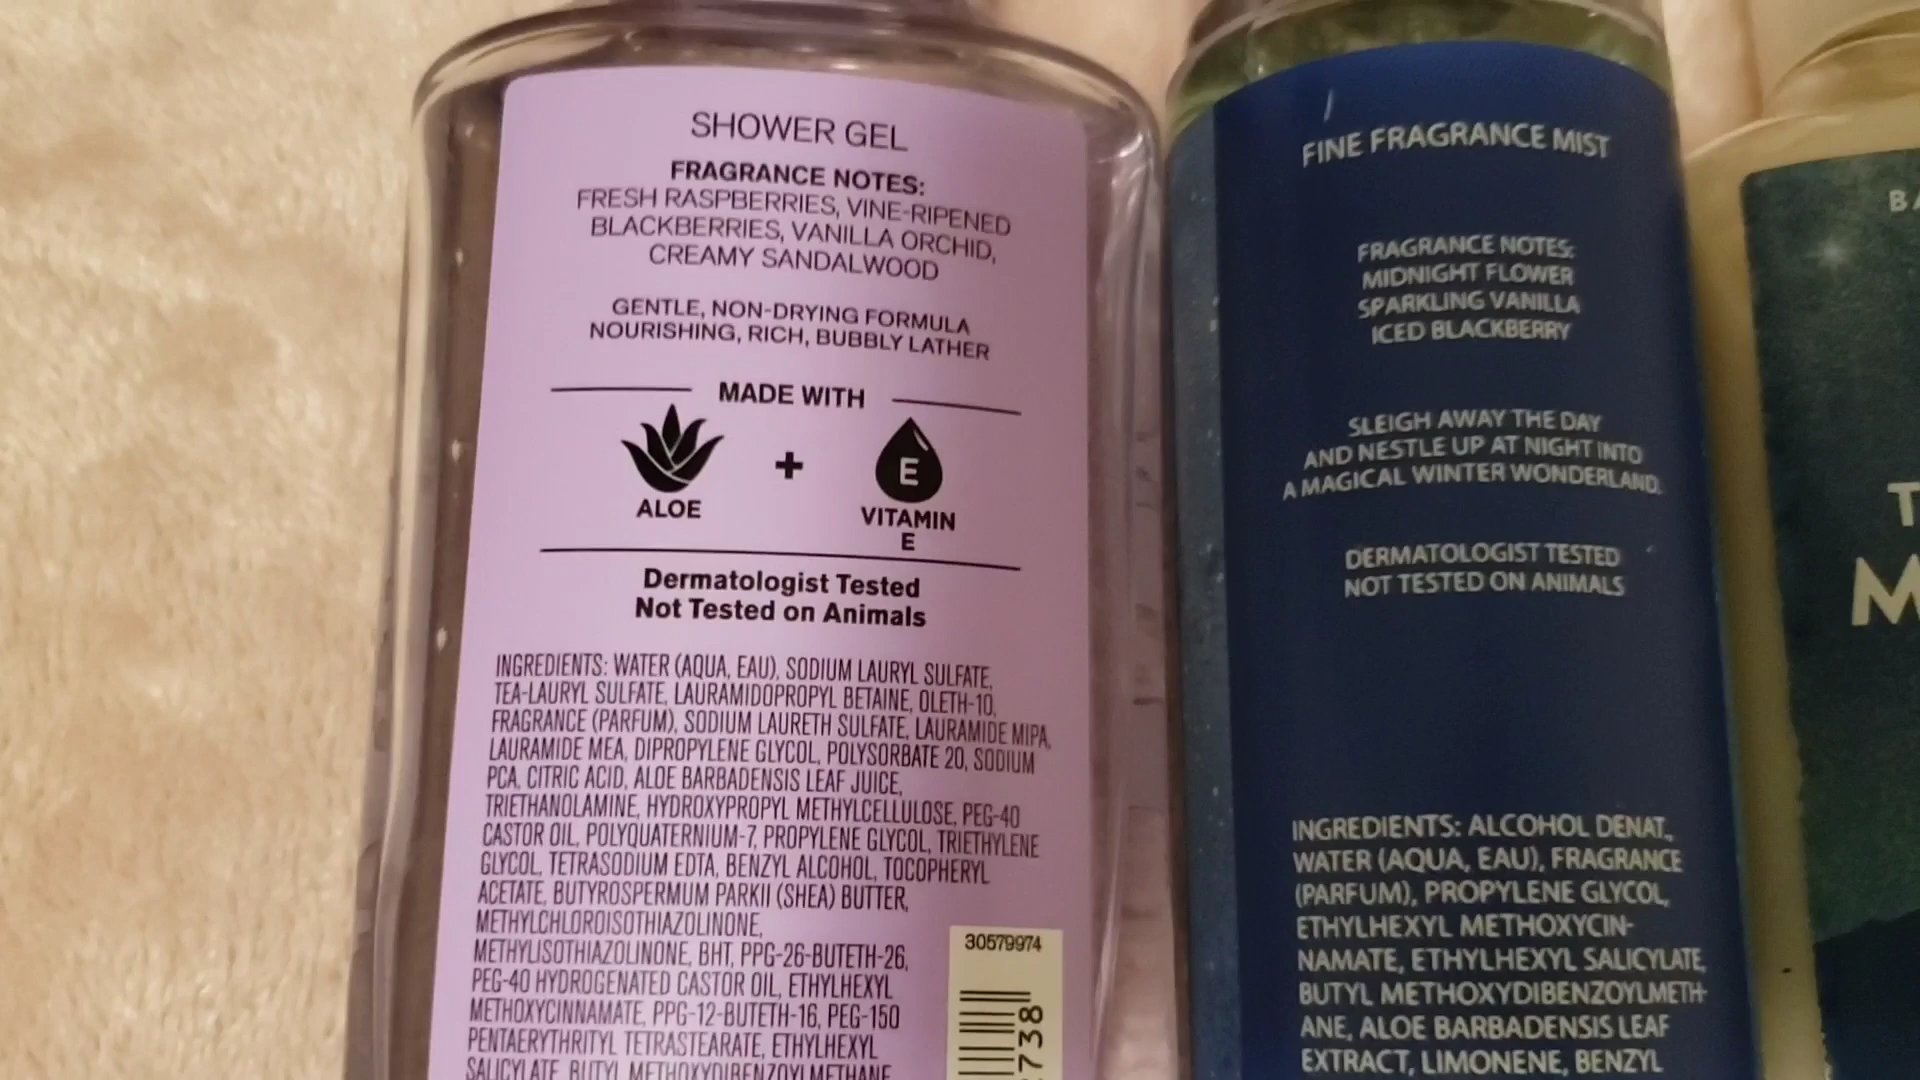 SHOWER GEL
FRAGRANCE NOTES:
FRESH RASPBERRIES, VINE-RIPENED
BLACKBERRIES, VANILLA ORCHID,
CREAMY SANDALWOOD
GENTLE, NON-DRYING FORMULA
NOURISHING, RICH, BUBBLY LATHER
MADE WITH
ALOE
+
E
VITAMIN
E
Dermatologist Tested
Not Tested on Animals
INGREDIENTS: WATER (AQUA, EAU), SODIUM LAURYL SULFATE,
TEA-LAURYL SULFATE, LAURAMIDOPROPYL BETAINE, OLETH-10,
FRAGRANCE (PARFUM), SODIUM LAURETH SULFATE, LAURAMIDE MIPA,
LAURAMIDE MEA, DIPROPYLENE GLYCOL, POLYSORBATE 20, SODIUM
PCA, CITRIC ACID, ALOE BARBADENSIS LEAF JUICE,
TRIETHANOLAMINE, HYDROXYPROPYL METHYLCELLULOSE, PEG-40
CASTOR OIL, POLYQUATERNIUM-7, PROPYLENE GLYCOL, TRIETHYLENE
GLYCOL, TETRASODIUM EDTA, BENZYL ALCOHOL, TOCOPHERYL
ACETATE, BUTYROSPERMUM PARKII (SHEA) BUTTER,
METHYLCHLOROISOTHIAZOLINONE,
METHYLISOTHIAZOLINONE, BHT, PPG-26-BUTETH-26,
PEG-40 HYDROGENATED CASTOR OIL, ETHYLHEXYL
METHOXYCINNAMATE, PPG-12-BUTETH-16, PEG-150
PENTAERYTHRITYL TETRASTEARATE, ETHYLHEXYL
SALICYLATE, BUTYL METHOXYDIBENZOYLMETHANE,
30579974
738
FINE FRAGRANCE MIST
FRAGRANCE NOTES:
MIDNIGHT FLOWER
SPARKLING VANILLA
ICED BLACKBERRY
SLEIGH AWAY THE DAY
AND NESTLE UP AT NIGHT INTO
A MAGICAL WINTER WONDERLAND.
DERMATOLOGIST TESTED
NOT TESTED ON ANIMALS
INGREDIENTS: ALCOHOL DENAT.,
WATER (AQUA, EAU), FRAGRANCE
(PARFUM), PROPYLENE GLYCOL,
ETHYLHEXYL METHOXYCIN-
NAMATE, ETHYLHEXYL SALICYLATE,
BUTYL METHOXYDIBENZOYLMETH-
ANE, ALOE BARBADENSIS LEAF
EXTRACT, LIMONENE, BENZYL
BA
T
M